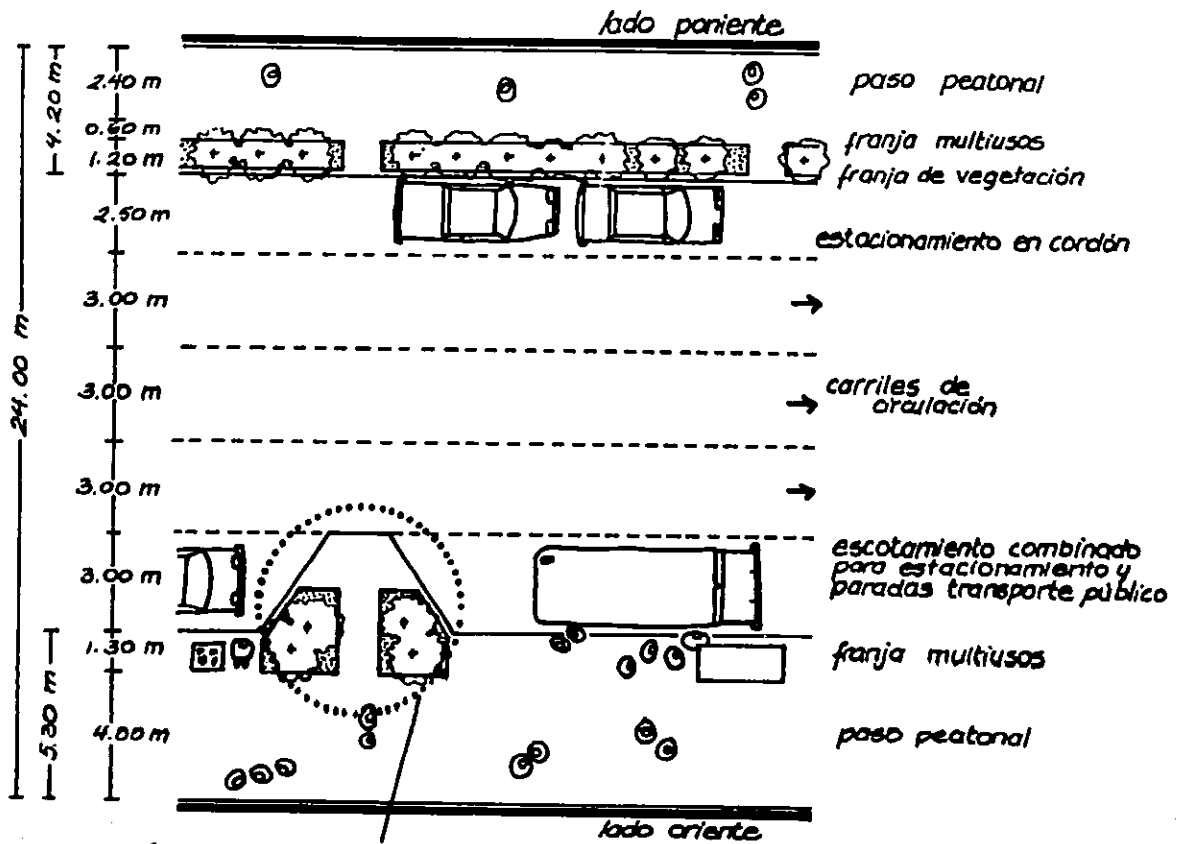 lado poniente
24.00 m
4.20 m
2.40 m
paso peatonal
0.60 m
franja multiusos
1.20 m
franja de vegetación
2.50 m
estacionamiento en cordón
3.00 m
3.00 m
carriles de
circulación
3.00 m
3.00 m
escotamiento combinado
para estacionamiento y
paradas transporte público
5.30 m
1.30 m
franja multiusos
4.00 m
paso peatonal
lado oriente